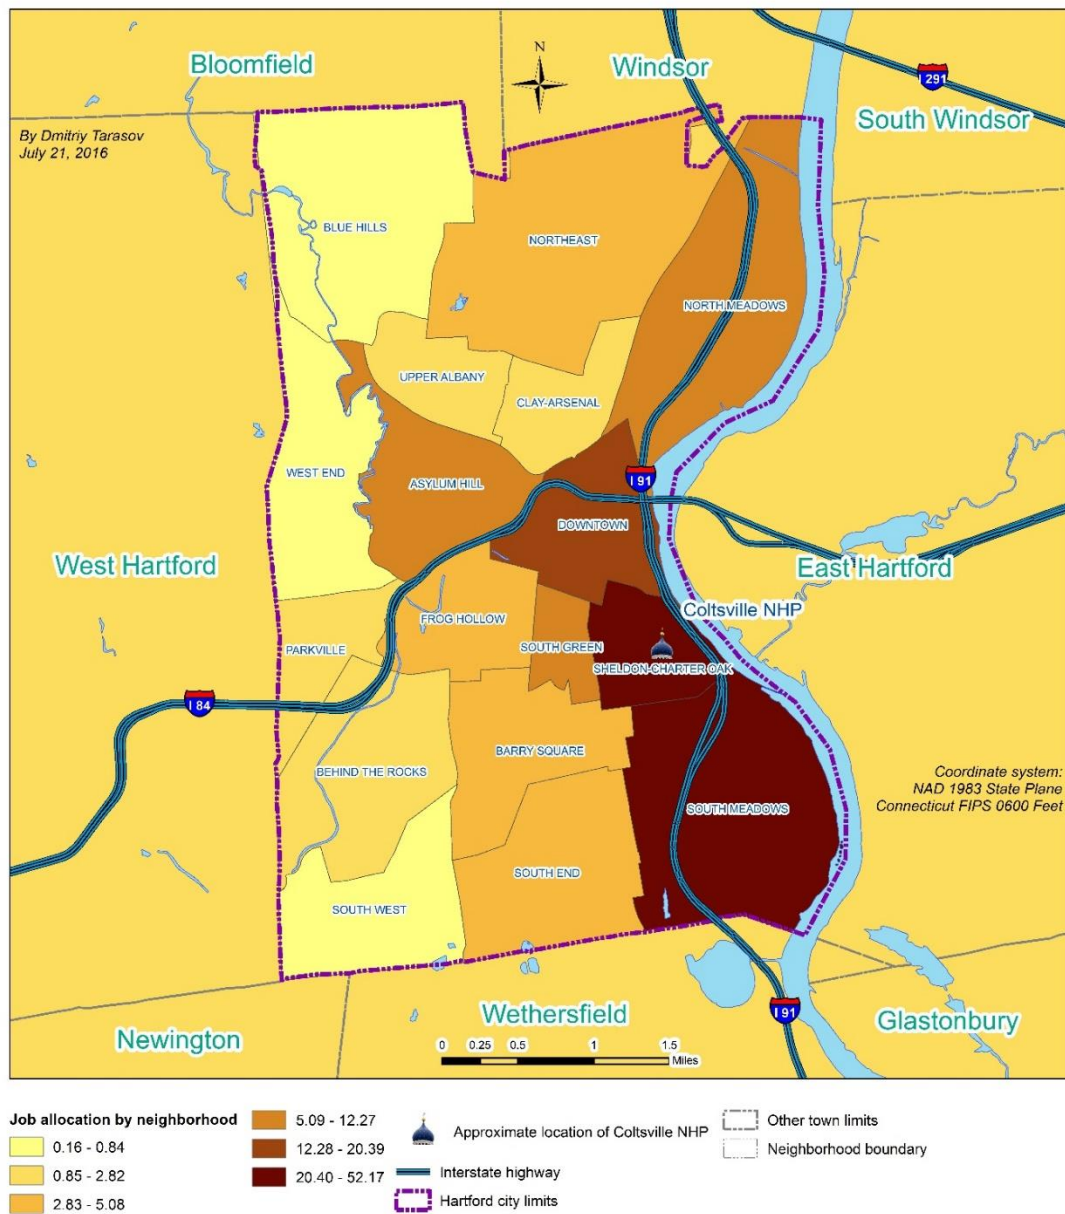 Bloomfield
N
Windsor
I 291
South Windsor
By Dmitriy Tarasov
July 21, 2016
BLUE HILLS
NORTHEAST
NORTH MEADOWS
UPPER ALBANY
CLAY-ARSENAL
WEST END
ASYLUM HILL
I 91
DOWNTOWN
West Hartford
East Hartford
Coltsville NHP
FROG HOLLOW
PARKVILLE
SOUTH GREEN
SHELDON-CHARTER OAK
I 84
BARRY SQUARE
BEHIND THE ROCKS
Coordinate system:
NAD 1983 State Plane
Connecticut FIPS 0600 Feet
SOUTH MEADOWS
SOUTH END
SOUTH WEST
I 91
Wethersfield
Glastonbury
Newington
0 0.25 0.5 1 1.5
Miles
Job allocation by neighborhood
0.16 - 0.84
0.85 - 2.82
2.83 - 5.08
5.09 - 12.27
12.28 - 20.39
20.40 - 52.17
Approximate location of Coltsville NHP
Interstate highway
Hartford city limits
Other town limits
Neighborhood boundary